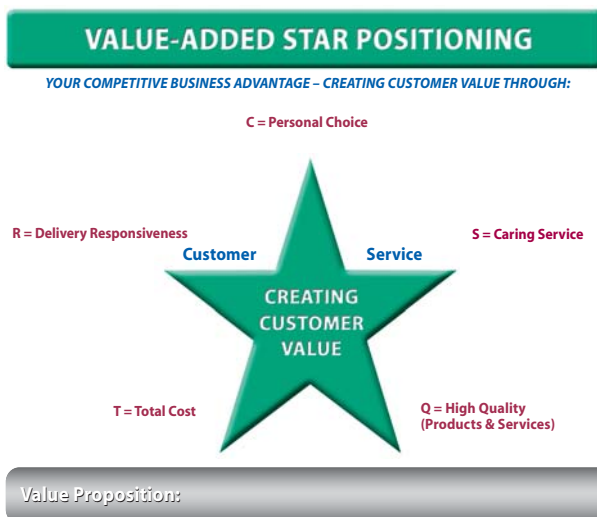 VALUE-ADDED STAR POSITIONING
YOUR COMPETITIVE BUSINESS ADVANTAGE – CREATING CUSTOMER VALUE THROUGH:
C = Personal Choice
R = Delivery Responsiveness
S = Caring Service
Customer
Service
CREATING
CUSTOMER
VALUE
T = Total Cost
Q = High Quality
(Products & Services)
Value Proposition: